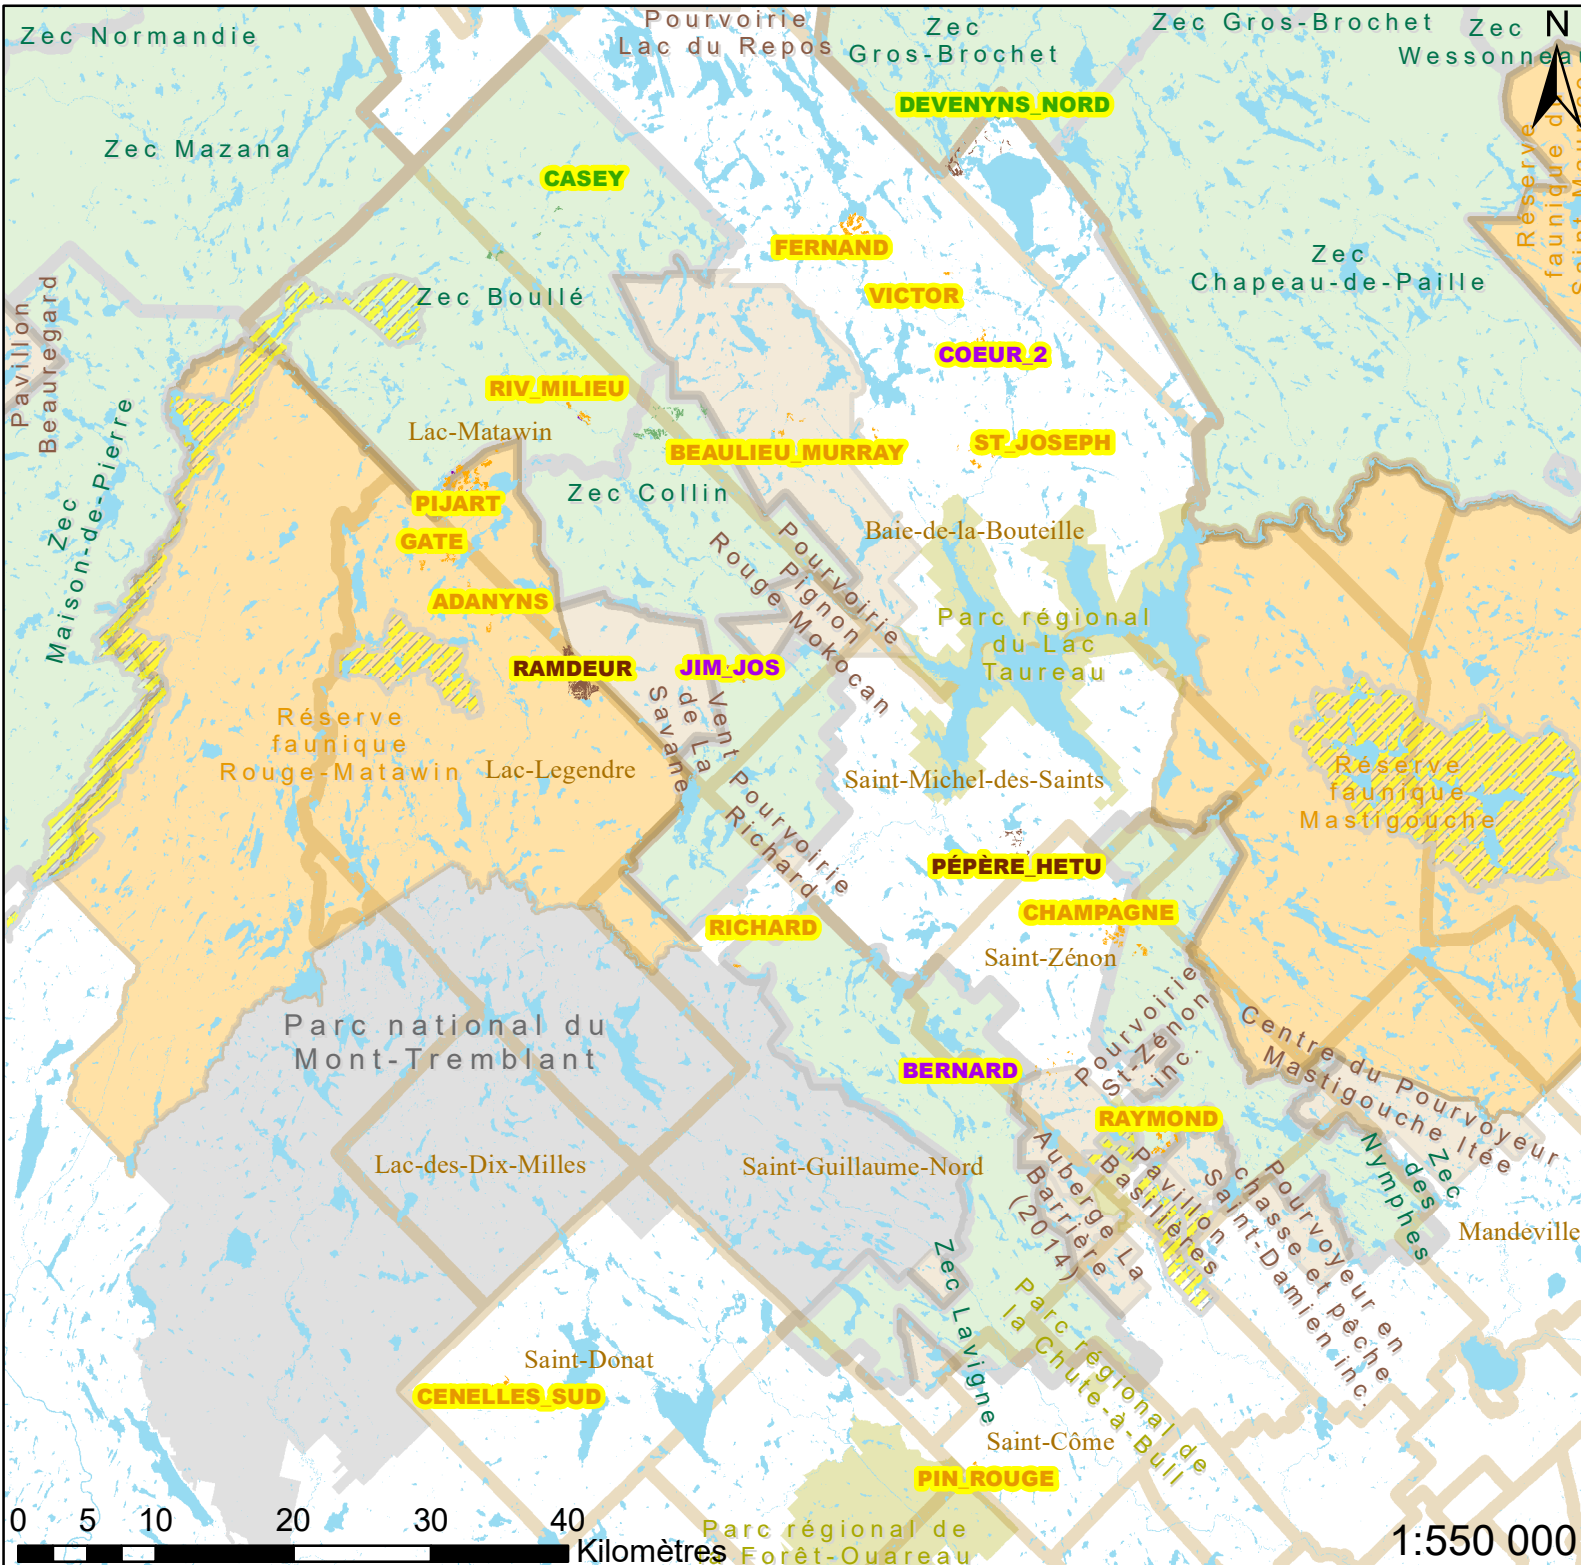 Zec Normandie
Pourvoirie
Lac du Repos
Zec
Gros-Brochet
Zec Gros-Brochet
Zec
Wessonneau
N
DEVENYNS_NORD
Zec Mazana
CASEY
Réserve
faunique du
Saint-Maurice
FERNAND
Zec
Chapeau-de-Paille
Zec Boullé
VICTOR
Pavillon
Beauregard
COEUR_2
RIV_MILIEU
Lac-Matawin
BEAULIEU_MURRAY
ST_JOSEPH
Zec
Maison-de-Pierre
PIJART
Zec Collin
GATE
Baie-de-la-Bouteille
Pourvoirie
Pignon
Rouge Mokocan
ADANYNS
Parc régional
du Lac
Taureau
RAMDEUR
JIM_JOS
Vent
de La
Savane
Réserve
faunique
Rouge-Matawin
Lac-Legendre
Saint-Michel-des-Saints
Réserve
faunique
Mastigouche
Pourvoirie
Richard
PÉPÈRE_HETU
CHAMPAGNE
RICHARD
Saint-Zénon
Parc national du
Mont-Tremblant
Pourvoirie
St-Zénon
inc.
Centre du Pourvoyeur
Mastigouche ltée
BERNARD
RAYMOND
Lac-des-Dix-Milles
Saint-Guillaume-Nord
Auberge La
Barrière
(2014)
Pavillon
Basilières
Pourvoyeur en
chasse et pêche
Saint-Damien inc.
Zec
des
Nymphes
Mandeville
Zec Lavigne
Parc régional de
la Chute-à-Bull
Saint-Donat
CENELLES_SUD
Saint-Côme
PIN_ROUGE
Parc régional de
la Forêt-Ouareau
0 5 10 20 30 40
Kilomètres
1:550 000